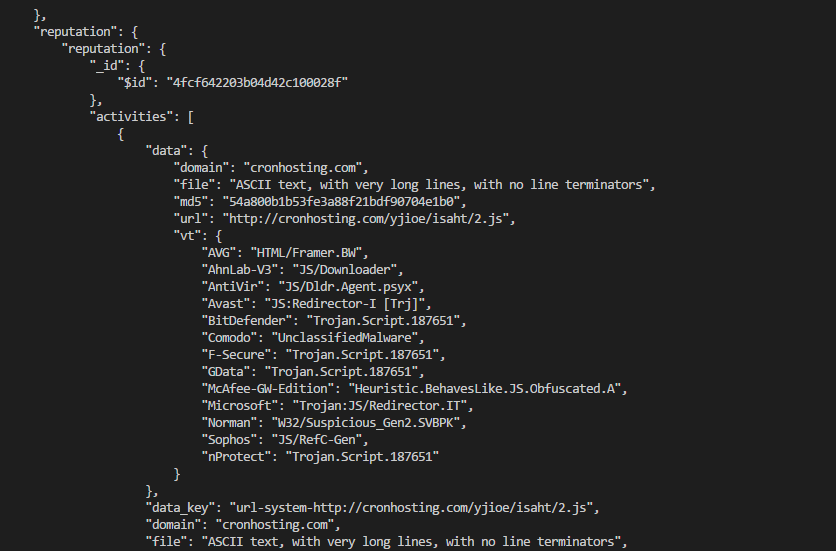 },
"reputation": {
"reputation": {
"_id": {
"$id": "4fcf642203b04d42c100028f"
},
"activities": [
{
"data": {
"domain": "cronhosting.com",
"file": "ASCII text, with very long lines, with no line terminators",
"md5": "54a800b1b53fe3a88f21bdf90704e1b0",
"url": "http://cronhosting.com/yjioe/isaht/2.js",
"vt": {
"AVG": "HTML/Framer.BW",
"AhnLab-V3": "JS/Downloader",
"AntiVir": "JS/Dldr.Agent.psyx",
"Avast": "JS:Redirector-I [Trj]",
"BitDefender": "Trojan.Script.187651",
"Comodo": "UnclassifiedMalware",
"F-Secure": "Trojan.Script.187651",
"GData": "Trojan.Script.187651",
"McAfee-GW-Edition": "Heuristic.BehavesLike.JS.Obfuscated.A",
"Microsoft": "Trojan:JS/Redirector.IT",
"Norman": "W32/Suspicious_Gen2.SVBPK",
"Sophos": "JS/RefC-Gen",
"nProtect": "Trojan.Script.187651"
}
},
"data_key": "url-system-http://cronhosting.com/yjioe/isaht/2.js",
"domain": "cronhosting.com",
"file": "ASCII text, with very long lines, with no line terminators",